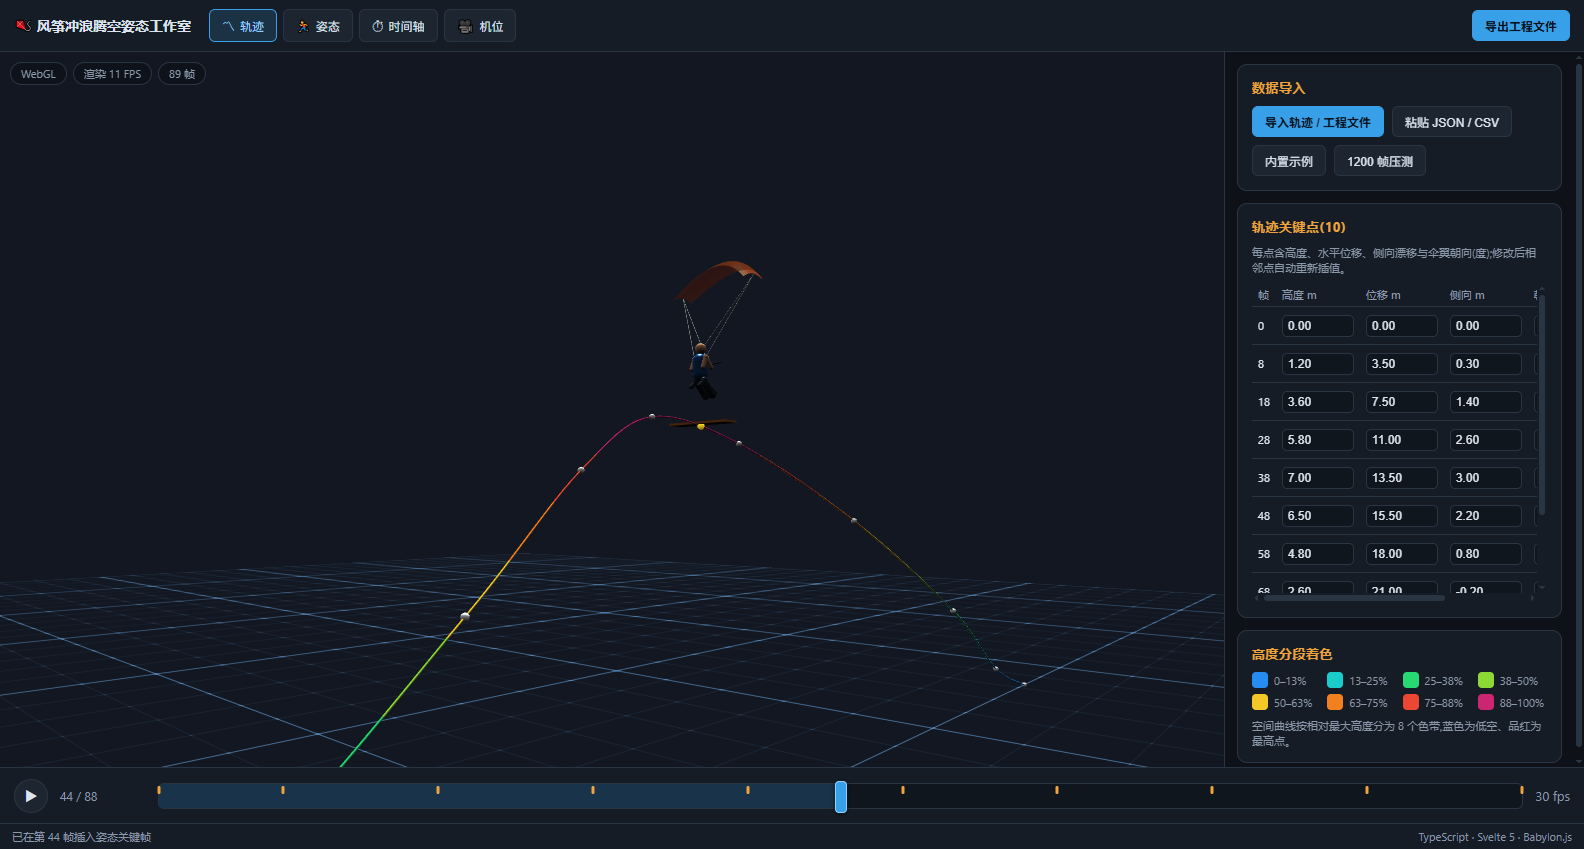 风筝冲浪腾空姿态工作室
轨迹
姿态
时间轴
机位
导出工程文件
WebGL
渲染 11 FPS
89 帧
数据导入
导入轨迹 / 工程文件
粘贴 JSON / CSV
内置示例
1200 帧压测
轨迹关键点(10)
每点含高度、水平位移、侧向漂移与伞翼朝向(度);修改后相
邻点自动重新插值。
帧 高度 m 位移 m 侧向 m
0 0.00 0.00 0.00
8 1.20 3.50 0.30
18 3.60 7.50 1.40
28 5.80 11.00 2.60
38 7.00 13.50 3.00
48 6.50 15.50 2.20
58 4.80 18.00 0.80
68 2.60 21.00 -0.20
高度分段着色
0–13% 13–25% 25–38% 38–50%
50–63% 63–75% 75–88% 88–100%
空间曲线按相对最大高度分为 8 个色带,蓝色为低空、品红为
最高点。
44 / 88
30 fps
已在第 44 帧插入姿态关键帧
TypeScript · Svelte 5 · Babylon.js